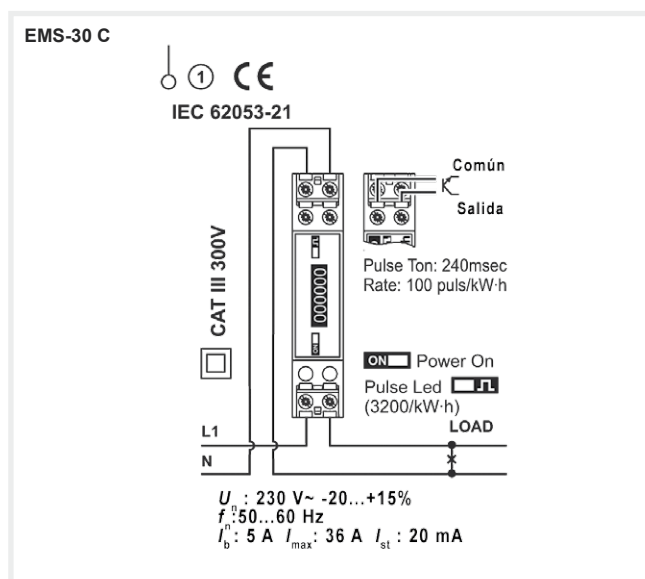 EMS-30 C
1 CE
IEC 62053-21
Común
Salida
CAT III 300V
Pulse Ton: 240msec
Rate: 100 puls/kW·h
000000
ON
ON Power On
Pulse Led
(3200/kW·h)
L1
LOAD
N
Un : 230 V~ -20...+15%
fn :50...60 Hz
Ib : 5 A Imax: 36 A Ist : 20 mA